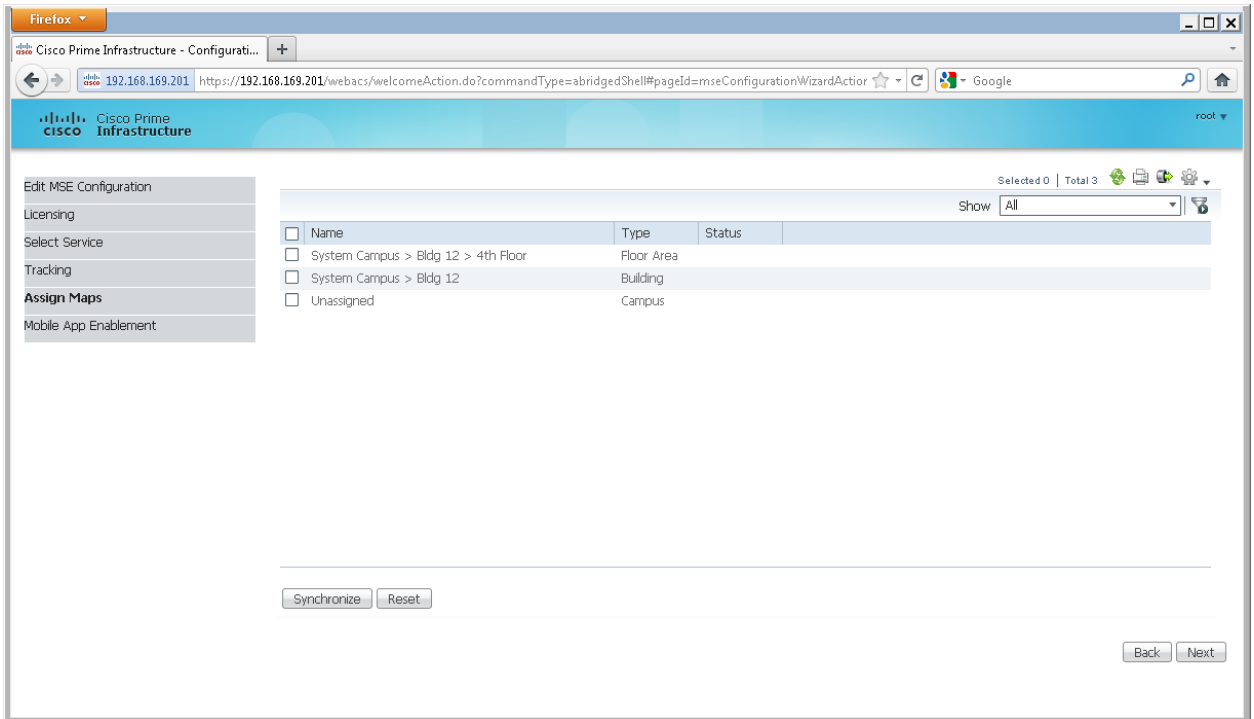 Firefox
Cisco Prime Infrastructure - Configurati... +
192.168.169.201 https://192.168.169.201/webacs/welcomeAction.do?commandType=abridgedShell#pageId=mseConfigurationWizardAction Google
cisco Cisco Prime Infrastructure
root
Edit MSE Configuration
Licensing
Select Service
Tracking
Assign Maps
Mobile App Enablement
Selected 0 | Total 3
Show All
Name Type Status
System Campus > Bldg 12 > 4th Floor Floor Area
System Campus > Bldg 12 Building
Unassigned Campus
Synchronize Reset
Back Next